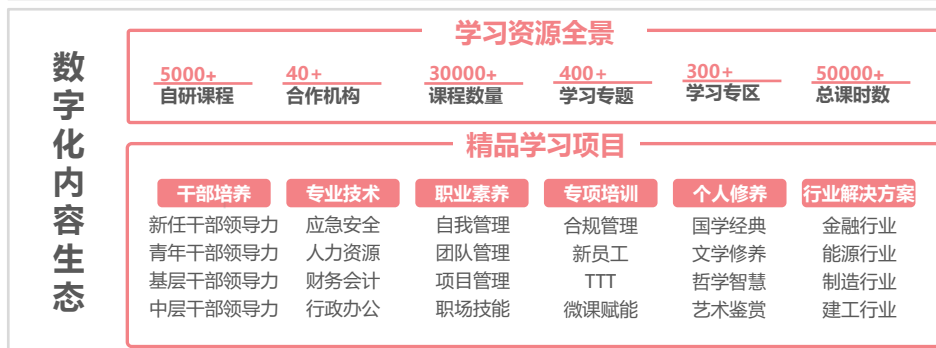 数字化内容生态
学习资源全景
5000+ 40+ 30000+ 400+ 300+ 50000+
自研课程 合作机构 课程数量 学习专题 学习专区 总课时数
精品学习项目
干部培养 专业技术 职业素养 专项培训 个人修养 行业解决方案
新任干部领导力 应急安全 自我管理 合规管理 国学经典 金融行业
青年干部领导力 人力资源 团队管理 新员工 文学修养 能源行业
基层干部领导力 财务会计 项目管理 TTT 哲学智慧 制造行业
中层干部领导力 行政办公 职场技能 微课赋能 艺术鉴赏 建工行业